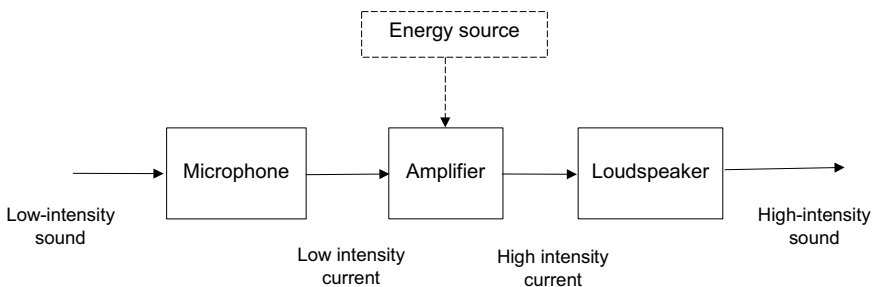 Energy source
Microphone
Amplifier
Loudspeaker
Low-intensity
sound
Low intensity
current
High intensity
current
High-intensity
sound